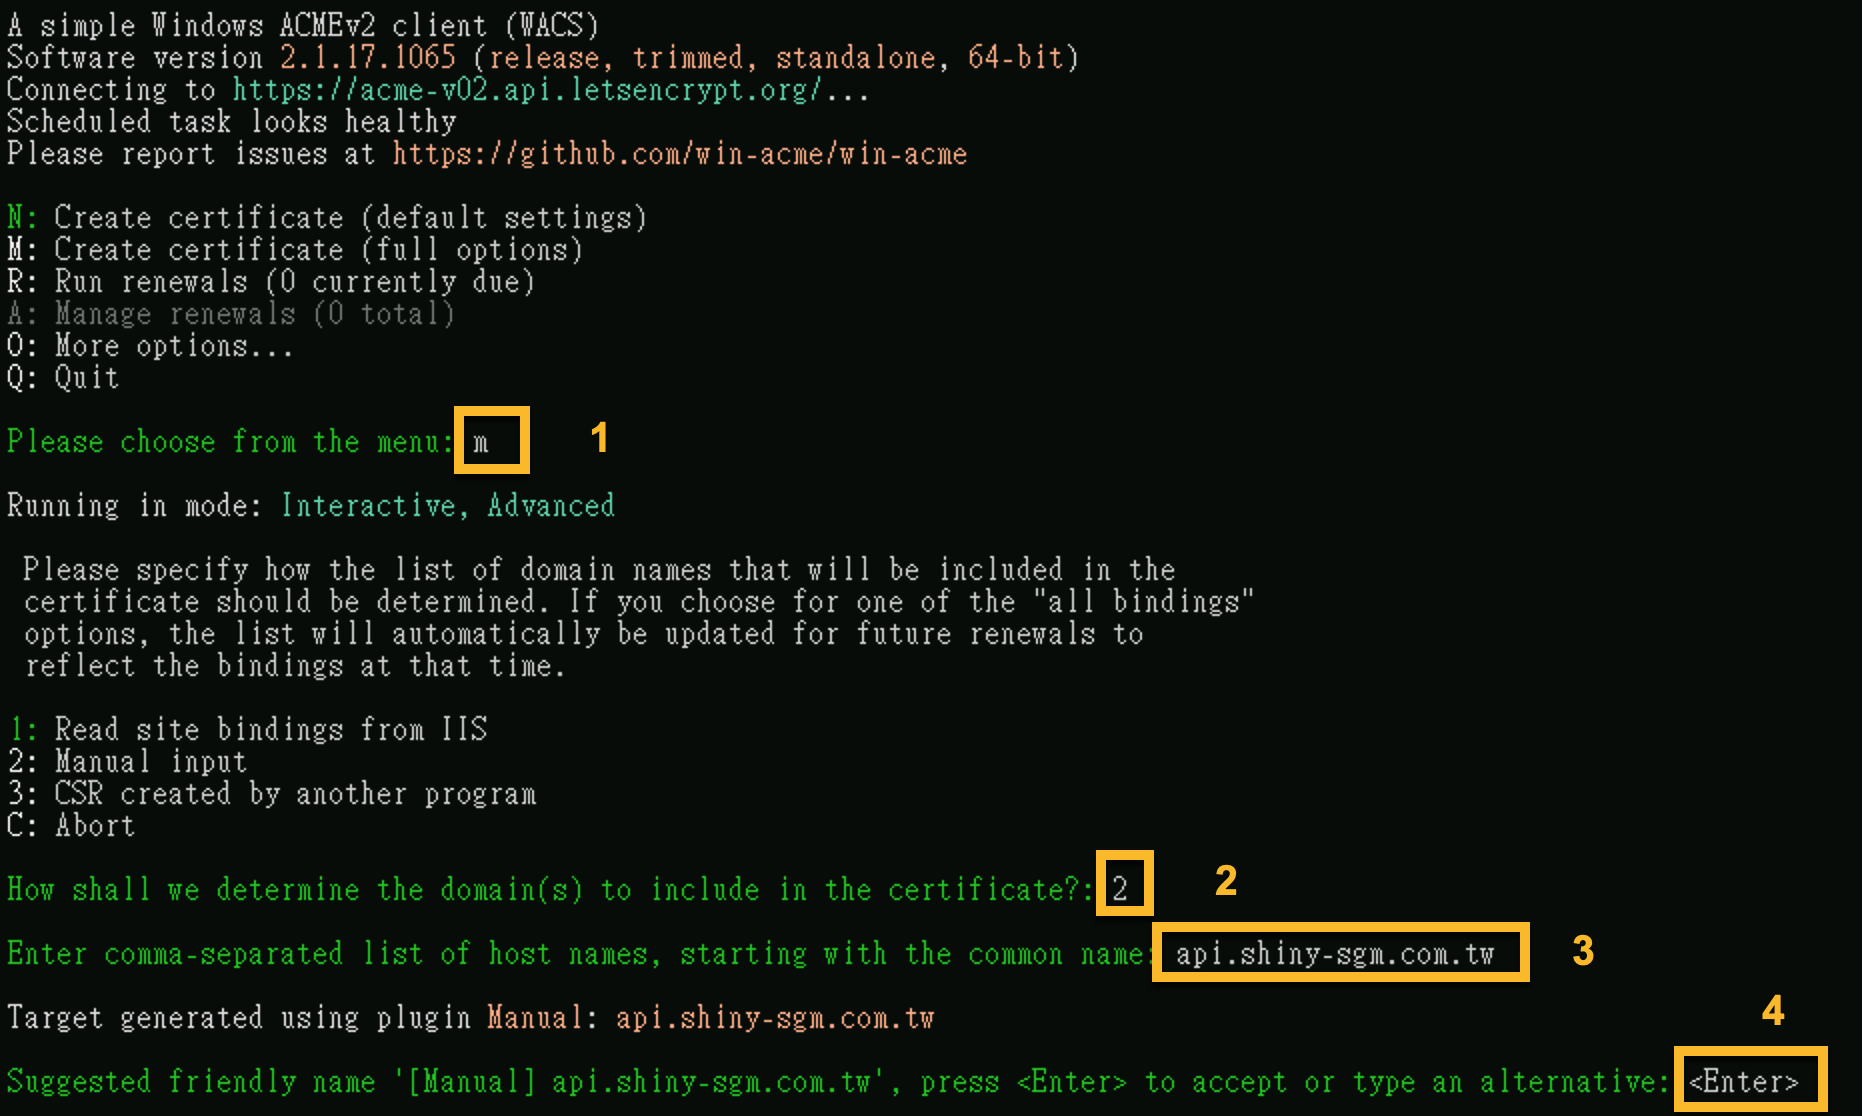 A simple Windows ACMEv2 client (WACS)
Software version 2.1.17.1065 (release, trimmed, standalone, 64-bit)
Connecting to https://acme-v02.api.letsencrypt.org/...
Scheduled task looks healthy
Please report issues at https://github.com/win-acme/win-acme
N: Create certificate (default settings)
M: Create certificate (full options)
R: Run renewals (0 currently due)
A: Manage renewals (0 total)
O: More options...
Q: Quit
Please choose from the menu: m 1
Running in mode: Interactive, Advanced
Please specify how the list of domain names that will be included in the
certificate should be determined. If you choose for one of the "all bindings"
options, the list will automatically be updated for future renewals to
reflect the bindings at that time.
1: Read site bindings from IIS
2: Manual input
3: CSR created by another program
C: Abort
How shall we determine the domain(s) to include in the certificate?: 2 2
Enter comma-separated list of host names, starting with the common name: api.shiny-sgm.com.tw 3
Target generated using plugin Manual: api.shiny-sgm.com.tw
4
Suggested friendly name '[Manual] api.shiny-sgm.com.tw', press <Enter> to accept or type an alternative: <Enter>